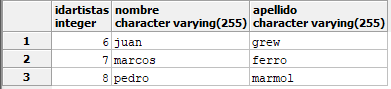 idartistas nombre apellido
integer character varying(255) character varying(255)
1 6 juan grew
2 7 marcos ferro
3 8 pedro marmol